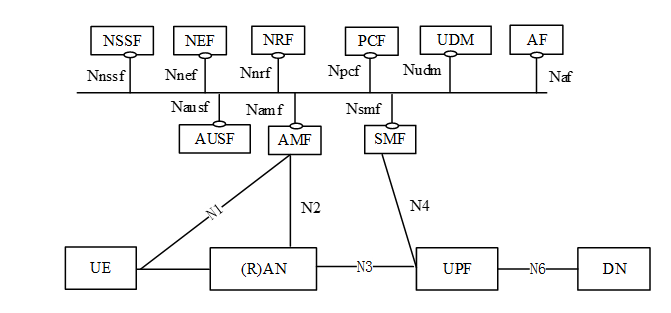 NSSF NEF NRF PCF UDM AF
Nnssf Nnef Nnrf Npcf Nudm Naf
Nausf Namf Nsmf
AUSF AMF SMF
N1 N2 N4
UE (R)AN N3 UPF N6 DN